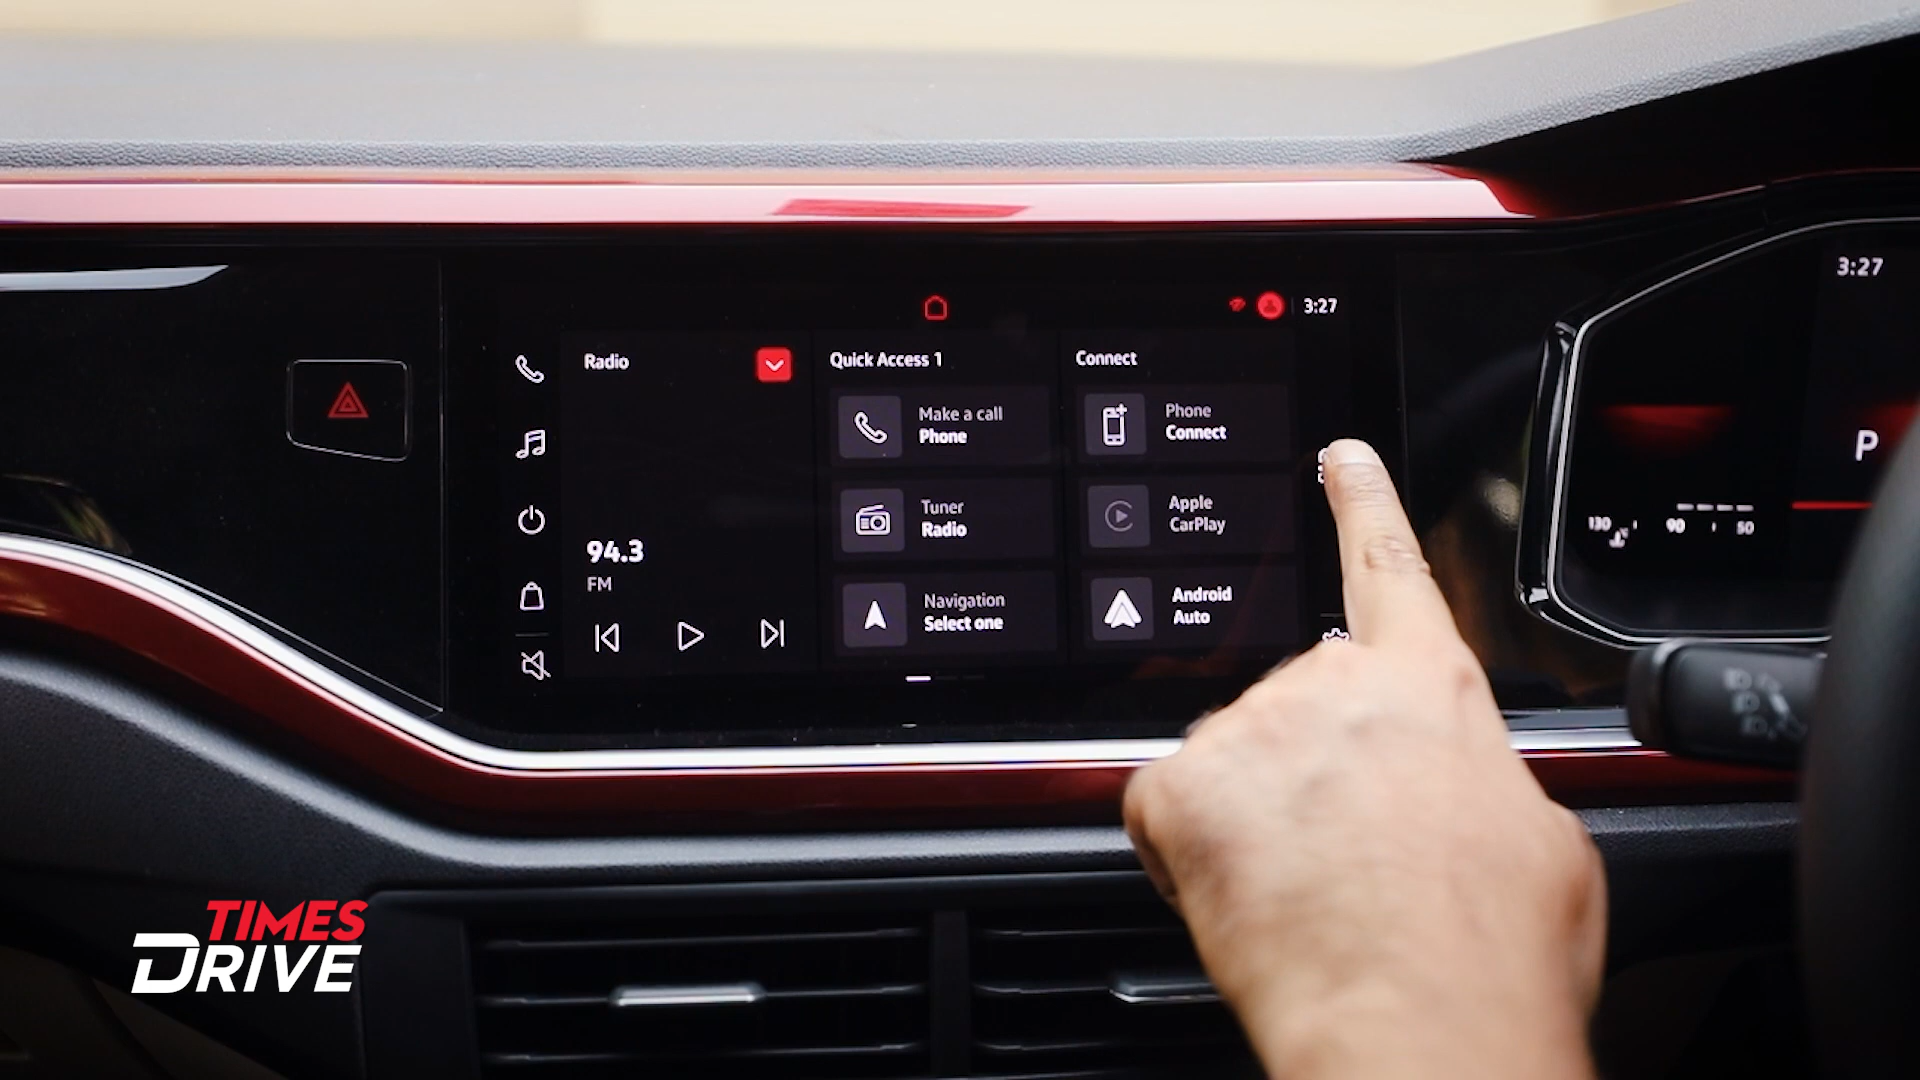 3:27
3:27
Radio
Quick Access 1
Connect
Make a call
Phone
Phone
Connect
Tuner
Radio
Apple
CarPlay
94.3
FM
Navigation
Select one
Android
Auto
P
130
90
50
TIMES
DRIVE